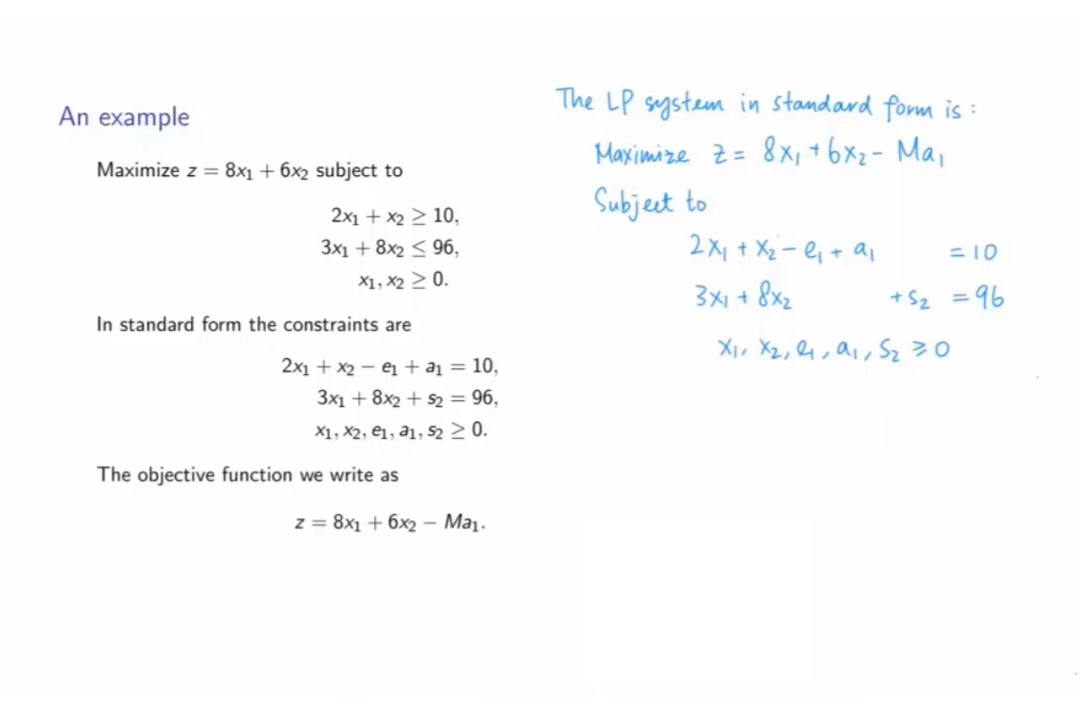 An example
Maximize z = 8x₁ + 6x₂ subject to
2x₁ + x₂ ≥ 10,
3x₁ + 8x₂ ≤ 96,
x₁, x₂ ≥ 0.
In standard form the constraints are
2x₁ + x₂ − e₁ + a₁ = 10,
3x₁ + 8x₂ + s₂ = 96,
x₁, x₂, e₁, a₁, s₂ ≥ 0.
The objective function we write as
z = 8x₁ + 6x₂ − Ma₁.
The LP system in standard form is :
Maximize z = 8x₁ + 6x₂ − Ma₁
Subject to
2x₁ + x₂ − e₁ + a₁ = 10
3x₁ + 8x₂ + s₂ = 96
x₁, x₂, e₁, a₁, s₂ ≥ 0